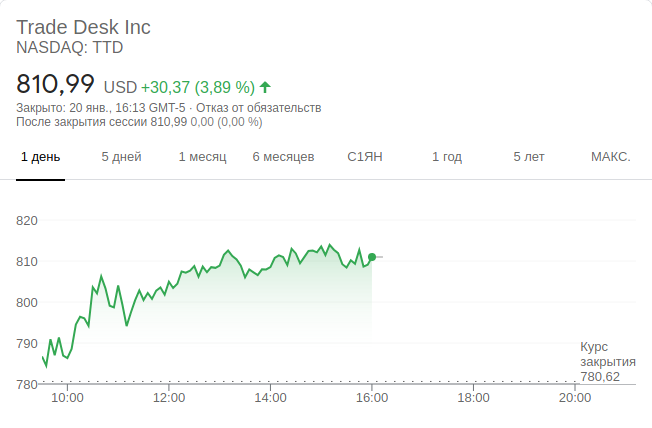 Trade Desk Inc
NASDAQ: TTD
810,99 USD +30,37 (3,89 %)
Закрыто: 20 янв., 16:13 GMT-5 · Отказ от обязательств
После закрытия сессии 810,99 0,00 (0,00 %)
1 день 5 дней 1 месяц 6 месяцев С1ЯН 1 год 5 лет МАКС.
820
810
800
790
Курс
закрытия
780,62
780
10:00 12:00 14:00 16:00 18:00 20:00